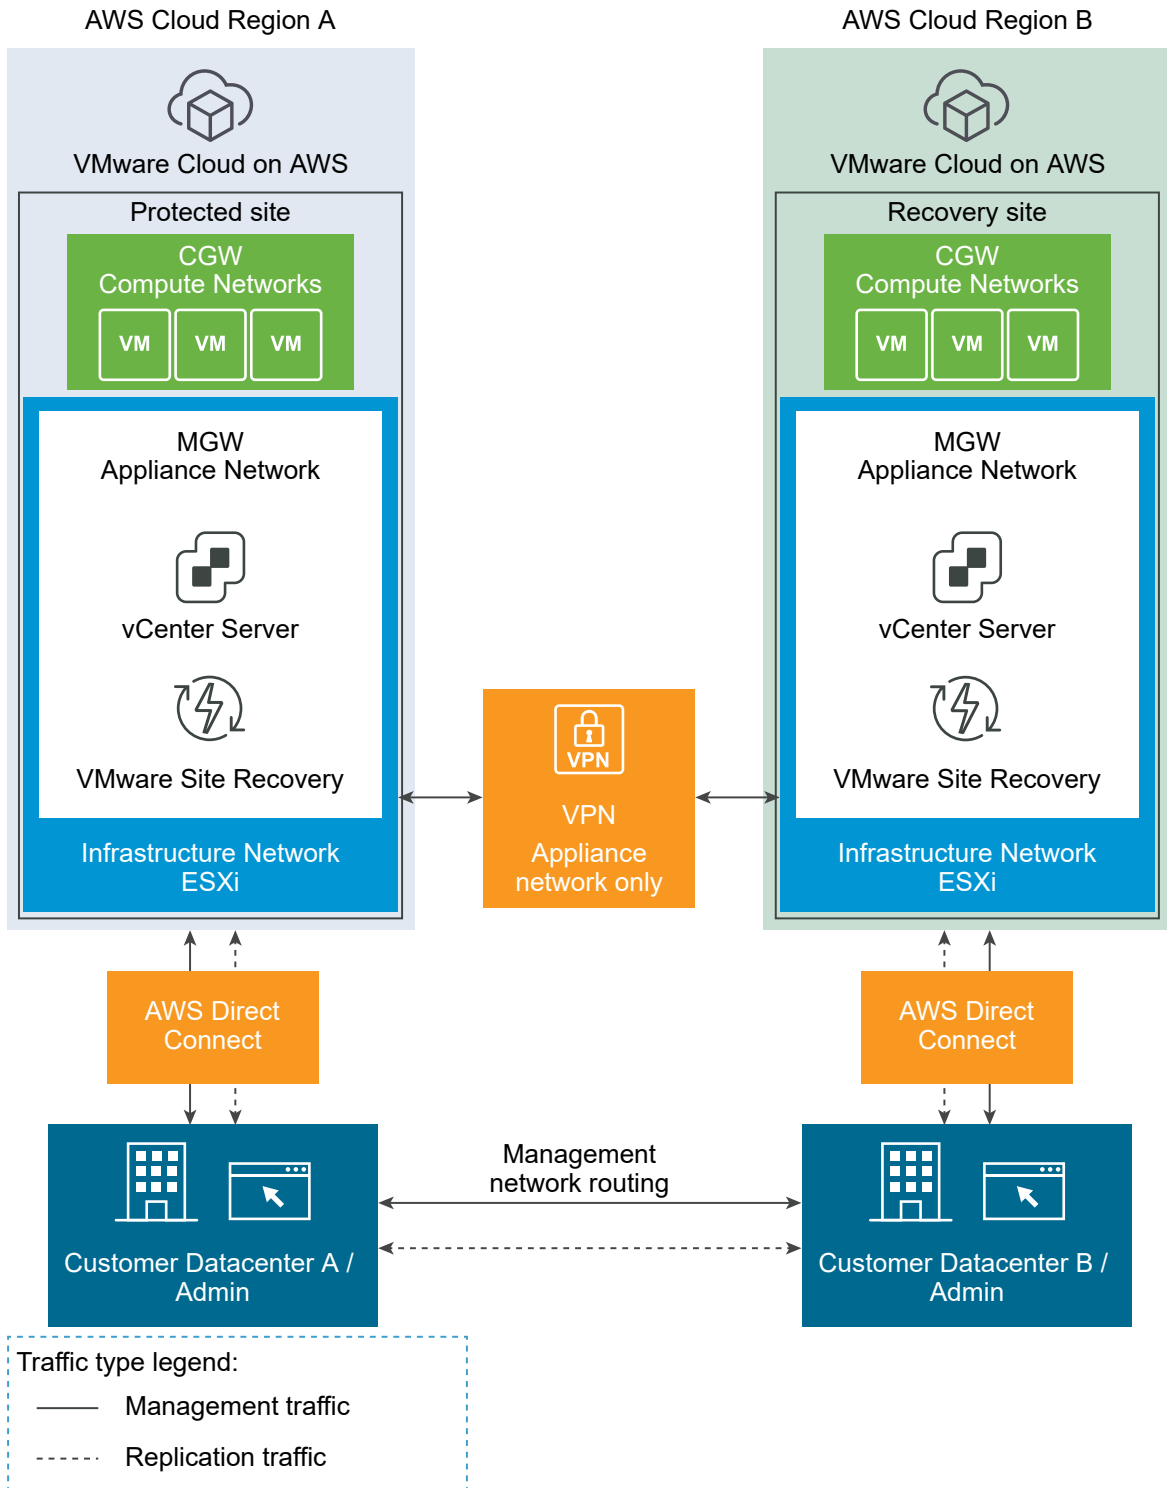 AWS Cloud Region A
VMware Cloud on AWS
Protected site
CGW
Compute Networks
VM VM VM
MGW
Appliance Network
vCenter Server
VMware Site Recovery
Infrastructure Network
ESXi
AWS Cloud Region B
VMware Cloud on AWS
Recovery site
CGW
Compute Networks
VM VM VM
MGW
Appliance Network
vCenter Server
VMware Site Recovery
Infrastructure Network
ESXi
VPN
VPN
Appliance
network only
AWS Direct
Connect
AWS Direct
Connect
Customer Datacenter A /
Admin
Management
network routing
Customer Datacenter B /
Admin
Traffic type legend:
Management traffic
Replication traffic